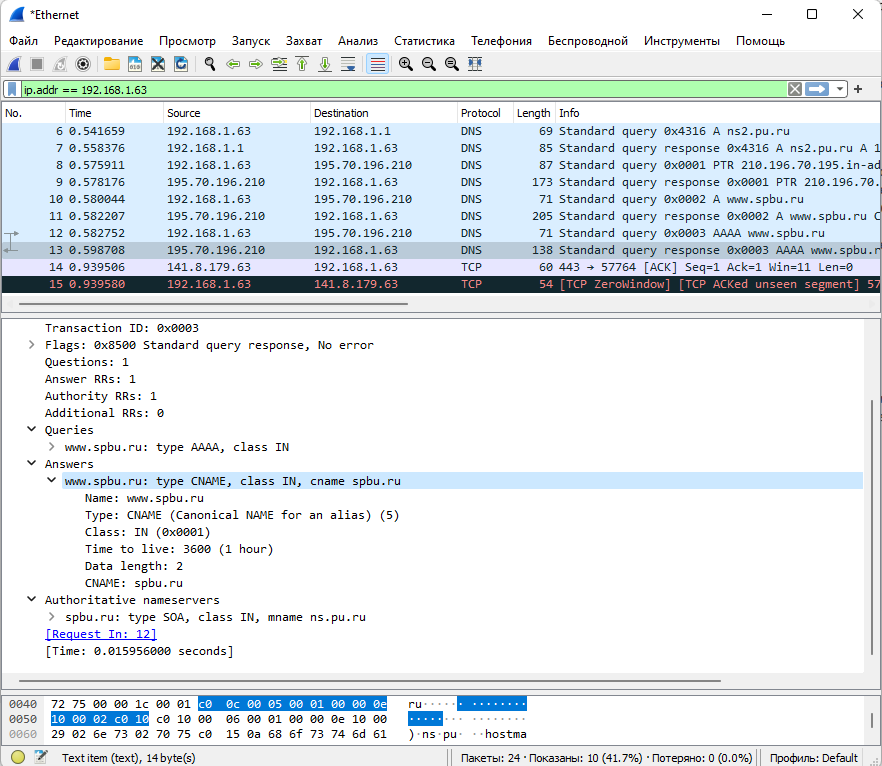 *Ethernet
Файл Редактирование Просмотр Запуск Захват Анализ Статистика Телефония Беспроводной Инструменты Помощь
ip.addr == 192.168.1.63
No. Time Source Destination Protocol Length Info
6 0.541659 192.168.1.63 192.168.1.1 DNS 69 Standard query 0x4316 A ns2.pu.ru
7 0.558376 192.168.1.1 192.168.1.63 DNS 85 Standard query response 0x4316 A ns2.pu.ru A 1
8 0.575911 192.168.1.63 195.70.196.210 DNS 87 Standard query 0x0001 PTR 210.196.70.195.in-ad
9 0.578176 195.70.196.210 192.168.1.63 DNS 173 Standard query response 0x0001 PTR 210.196.70.
10 0.580044 192.168.1.63 195.70.196.210 DNS 71 Standard query 0x0002 A www.spbu.ru
11 0.582207 195.70.196.210 192.168.1.63 DNS 205 Standard query response 0x0002 A www.spbu.ru C
12 0.582752 192.168.1.63 195.70.196.210 DNS 71 Standard query 0x0003 AAAA www.spbu.ru
13 0.598708 195.70.196.210 192.168.1.63 DNS 138 Standard query response 0x0003 AAAA www.spbu.r
14 0.939506 141.8.179.63 192.168.1.63 TCP 60 443 → 57764 [ACK] Seq=1 Ack=1 Win=11 Len=0
15 0.939580 192.168.1.63 141.8.179.63 TCP 54 [TCP ZeroWindow] [TCP ACKed unseen segment] 57
Transaction ID: 0x0003
Flags: 0x8500 Standard query response, No error
Questions: 1
Answer RRs: 1
Authority RRs: 1
Additional RRs: 0
Queries
www.spbu.ru: type AAAA, class IN
Answers
www.spbu.ru: type CNAME, class IN, cname spbu.ru
Name: www.spbu.ru
Type: CNAME (Canonical NAME for an alias) (5)
Class: IN (0x0001)
Time to live: 3600 (1 hour)
Data length: 2
CNAME: spbu.ru
Authoritative nameservers
spbu.ru: type SOA, class IN, mname ns.pu.ru
[Request In: 12]
[Time: 0.015956000 seconds]
0040 72 75 00 00 1c 00 01 c0 0c 00 05 00 01 00 00 0e ru····· ········
0050 10 00 02 c0 10 c0 10 00 06 00 01 00 00 0e 10 00 ········ ········
0060 29 02 6e 73 02 70 75 c0 15 0a 68 6f 73 74 6d 61 )·ns·pu· ··hostma
Text item (text), 14 byte(s) Пакеты: 24 · Показаны: 10 (41.7%) · Потеряно: 0 (0.0%) Профиль: Default